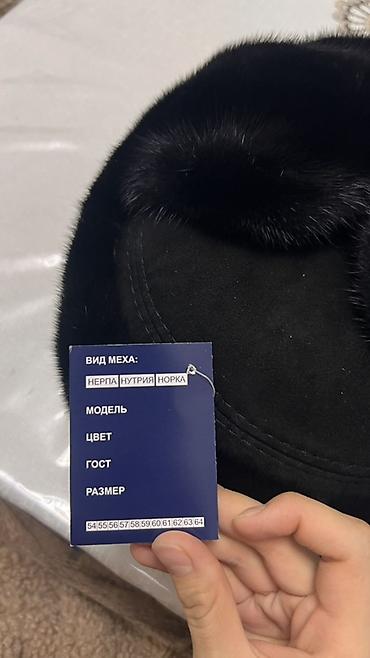 ВИД МЕХА:
НЕРПА НУТРИЯ НОРКА
МОДЕЛЬ
ЦВЕТ
ГОСТ
РАЗМЕР
54 55 56 57 58 59 60 61 62 63 64